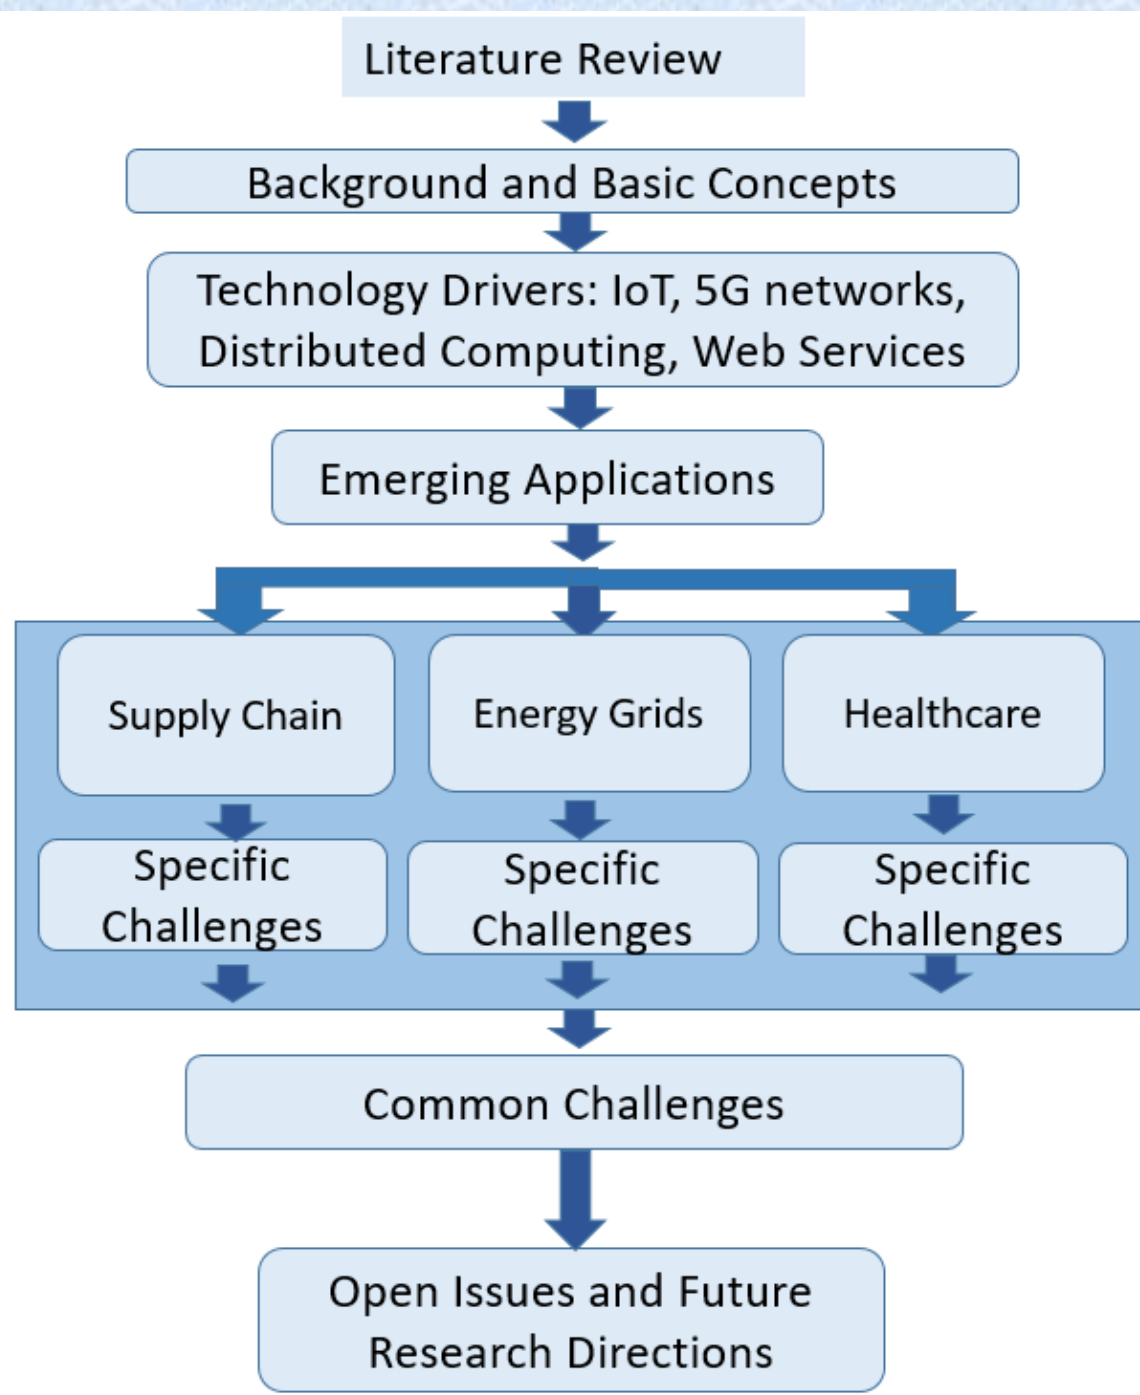 Literature Review
Background and Basic Concepts
Technology Drivers: IoT, 5G networks,
Distributed Computing, Web Services
Emerging Applications
Supply Chain
Energy Grids
Healthcare
Specific
Challenges
Specific
Challenges
Specific
Challenges
Common Challenges
Open Issues and Future
Research Directions